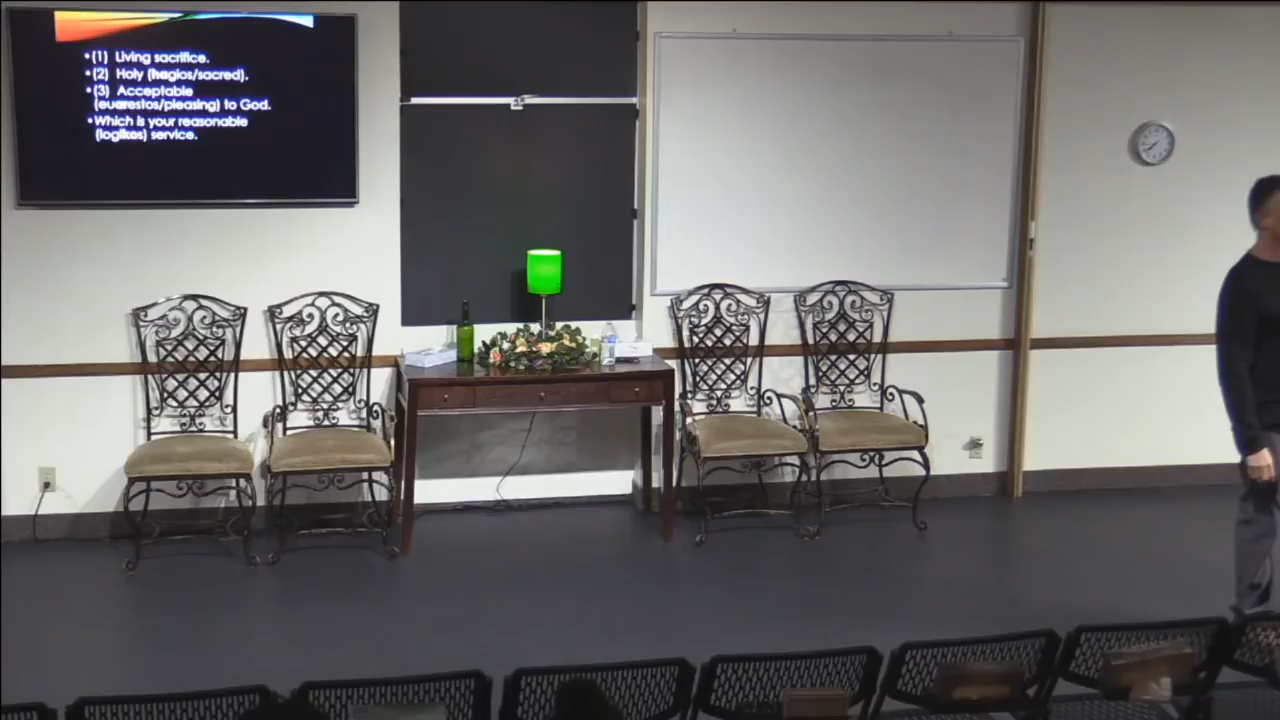 • (1) Living sacrifice.
• (2) Holy (hagios/sacred).
• (3) Acceptable
(euarestos/pleasing) to God.
• Which is your reasonable
(logikos) service.